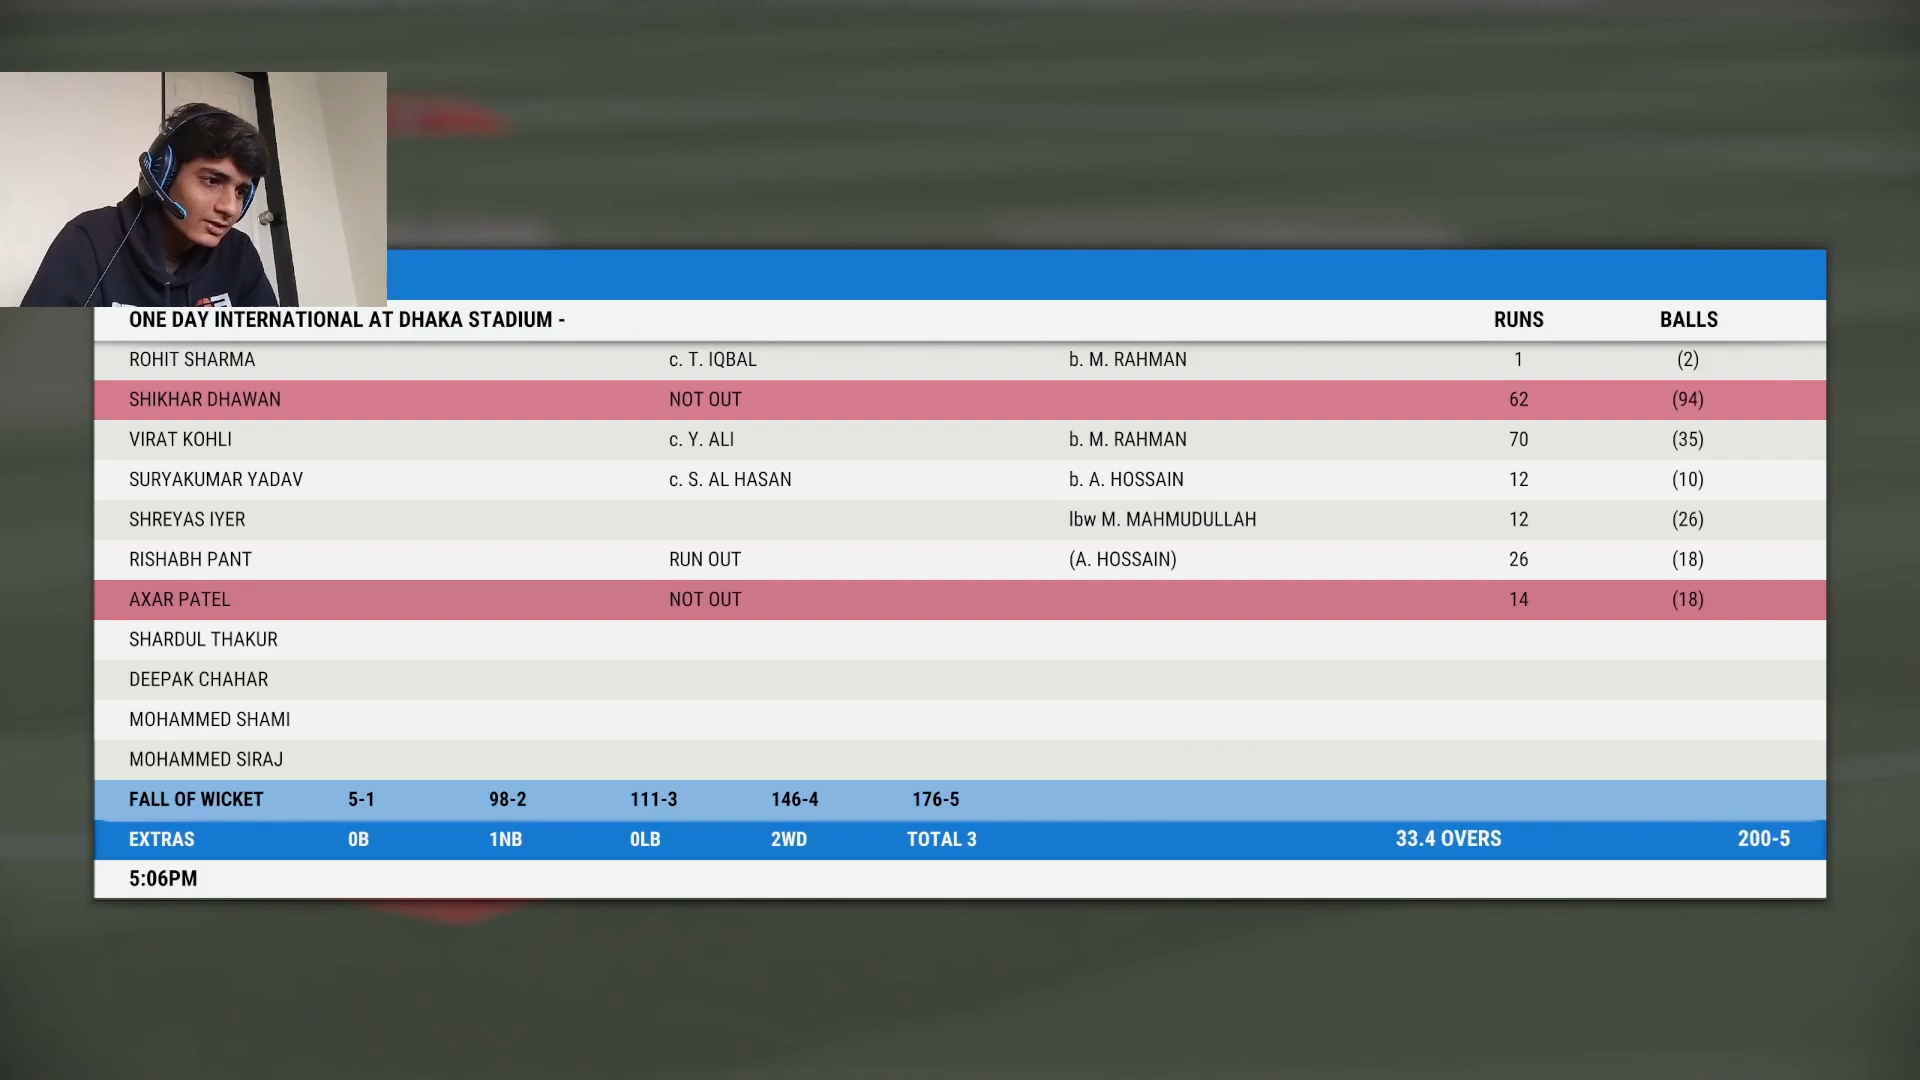 ONE DAY INTERNATIONAL AT DHAKA STADIUM - RUNS BALLS
ROHIT SHARMA c. T. IQBAL b. M. RAHMAN 1 (2)
SHIKHAR DHAWAN NOT OUT 62 (94)
VIRAT KOHLI c. Y. ALI b. M. RAHMAN 70 (35)
SURYAKUMAR YADAV c. S. AL HASAN b. A. HOSSAIN 12 (10)
SHREYAS IYER lbw M. MAHMUDULLAH 12 (26)
RISHABH PANT RUN OUT (A. HOSSAIN) 26 (18)
AXAR PATEL NOT OUT 14 (18)
SHARDUL THAKUR
DEEPAK CHAHAR
MOHAMMED SHAMI
MOHAMMED SIRAJ
FALL OF WICKET 5-1 98-2 111-3 146-4 176-5
EXTRAS 0B 1NB 0LB 2WD TOTAL 3 33.4 OVERS 200-5
5:06PM